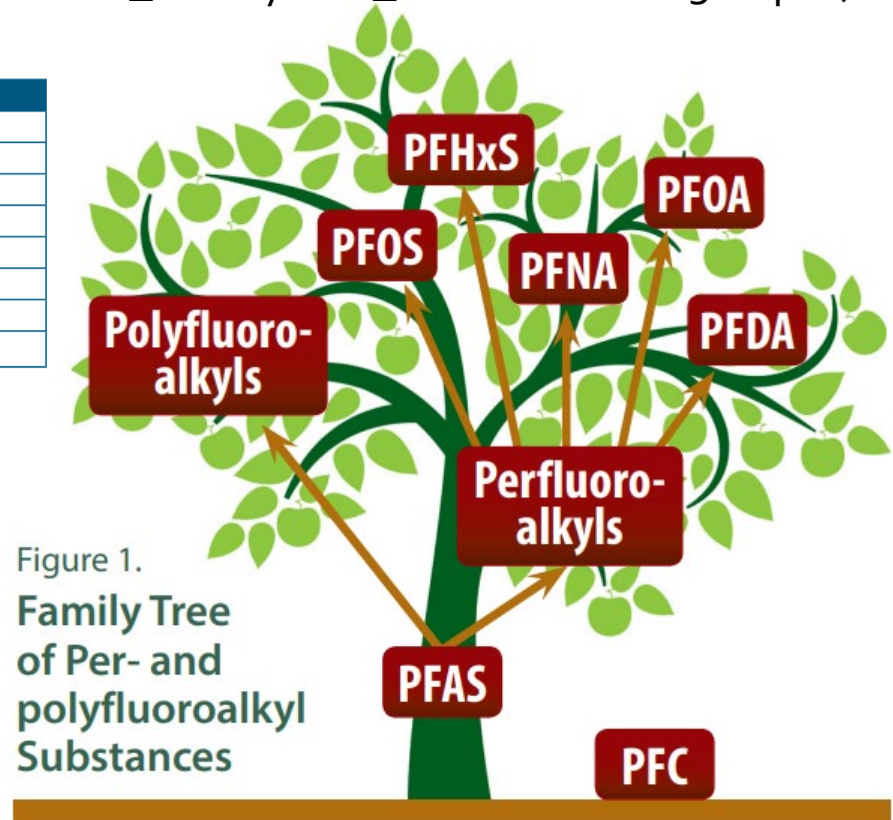 PFHxS
PFOA
PFOS
PFNA
Polyfluoro-
alkyls
PFDA
Perfluoro-
alkyls
Figure 1.
Family Tree
of Per- and
polyfluoroalkyl
Substances
PFAS
PFC